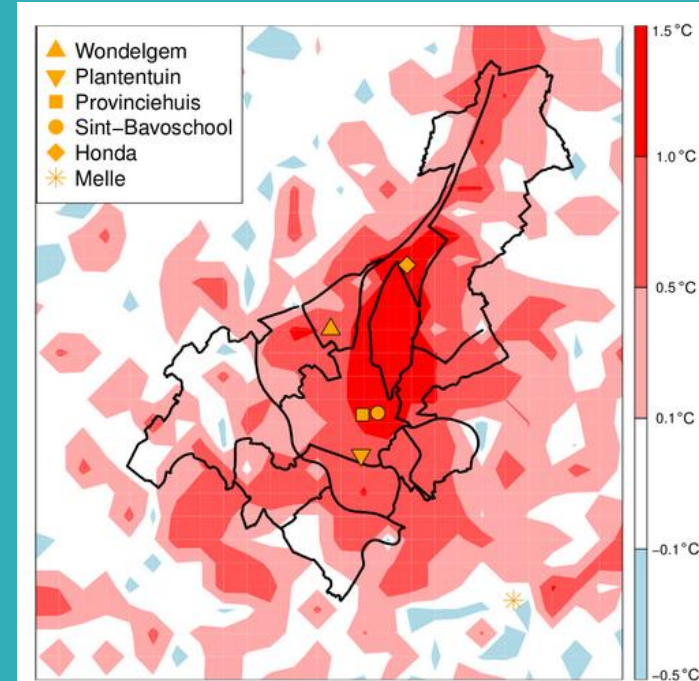 Wondelgem
Plantentuin
Provinciehuis
Sint−Bavoschool
Honda
Melle
1.5 °C
1.0 °C
0.5 °C
0.1 °C
−0.1 °C
−0.5 °C